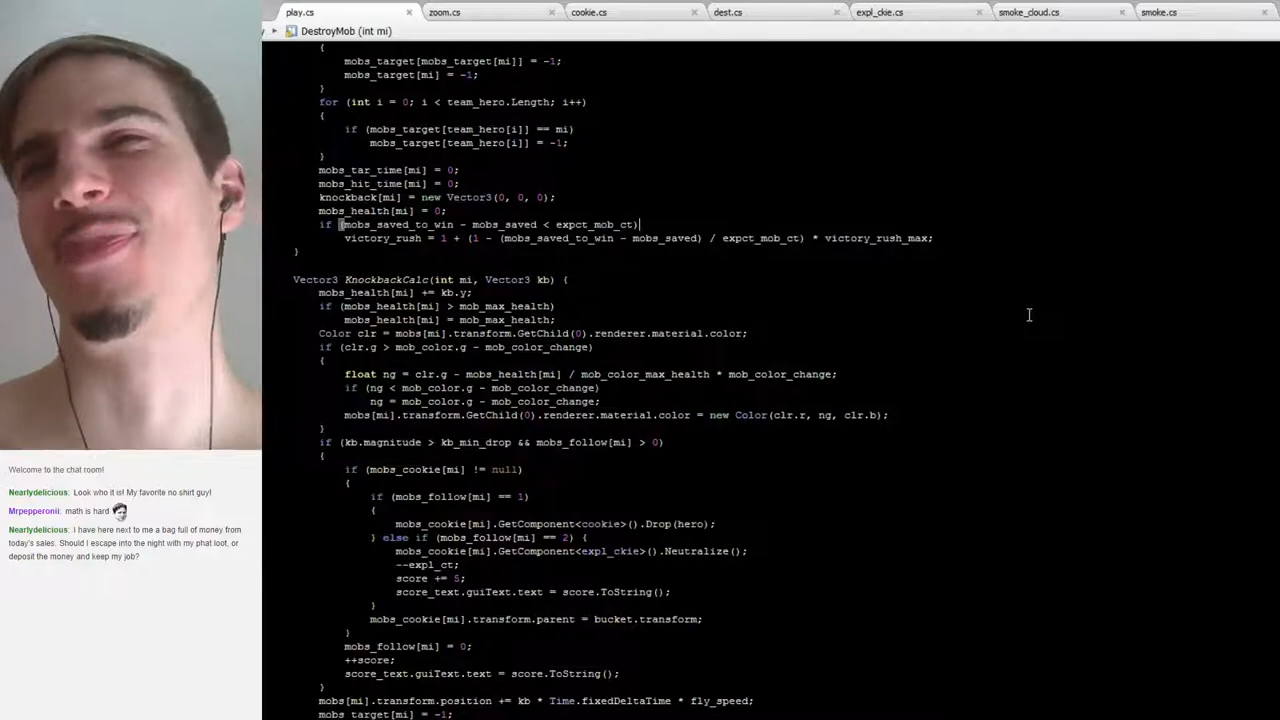 play.cs
zoom.cs
cookie.cs
dest.cs
expl_ckie.cs
smoke_cloud.cs
smoke.cs
DestroyMob (int mi)
{
mobs_target[mobs_target[mi]] = -1;
mobs_target[mi] = -1;
}
for (int i = 0; i < team_hero.Length; i++)
{
if (mobs_target[team_hero[i]] == mi)
mobs_target[team_hero[i]] = -1;
}
mobs_tar_time[mi] = 0;
mobs_hit_time[mi] = 0;
knockback[mi] = new Vector3(0, 0, 0);
mobs_health[mi] = 0;
if (mobs_saved_to_win - mobs_saved < expct_mob_ct)
victory_rush = 1 + (1 - (mobs_saved_to_win - mobs_saved) / expct_mob_ct) * victory_rush_max;
}
Vector3 KnockbackCalc(int mi, Vector3 kb) {
mobs_health[mi] += kb.y;
if (mobs_health[mi] > mob_max_health)
mobs_health[mi] = mob_max_health;
Color clr = mobs[mi].transform.GetChild(0).renderer.material.color;
if (clr.g > mob_color.g - mob_color_change)
{
float ng = clr.g - mobs_health[mi] / mob_color_max_health * mob_color_change;
if (ng < mob_color.g - mob_color_change)
ng = mob_color.g - mob_color_change;
mobs[mi].transform.GetChild(0).renderer.material.color = new Color(clr.r, ng, clr.b);
}
if (kb.magnitude > kb_min_drop && mobs_follow[mi] > 0)
{
if (mobs_cookie[mi] != null)
{
if (mobs_follow[mi] == 1)
{
mobs_cookie[mi].GetComponent<cookie>().Drop(hero);
} else if (mobs_follow[mi] == 2) {
mobs_cookie[mi].GetComponent<expl_ckie>().Neutralize();
--expl_ct;
score += 5;
score_text.guiText.text = score.ToString();
}
mobs_cookie[mi].transform.parent = bucket.transform;
}
mobs_follow[mi] = 0;
++score;
score_text.guiText.text = score.ToString();
}
mobs[mi].transform.position += kb * Time.fixedDeltaTime * fly_speed;
mobs_target[mi] = -1;
Welcome to the chat room!
Nearlydelicious: Look who it is! My favorite no shirt guy!
Mrpepperonii: math is hard
Nearlydelicious: I have here next to me a bag full of money from
today's sales. Should I escape into the night with my phat loot, or
deposit the money and keep my job?